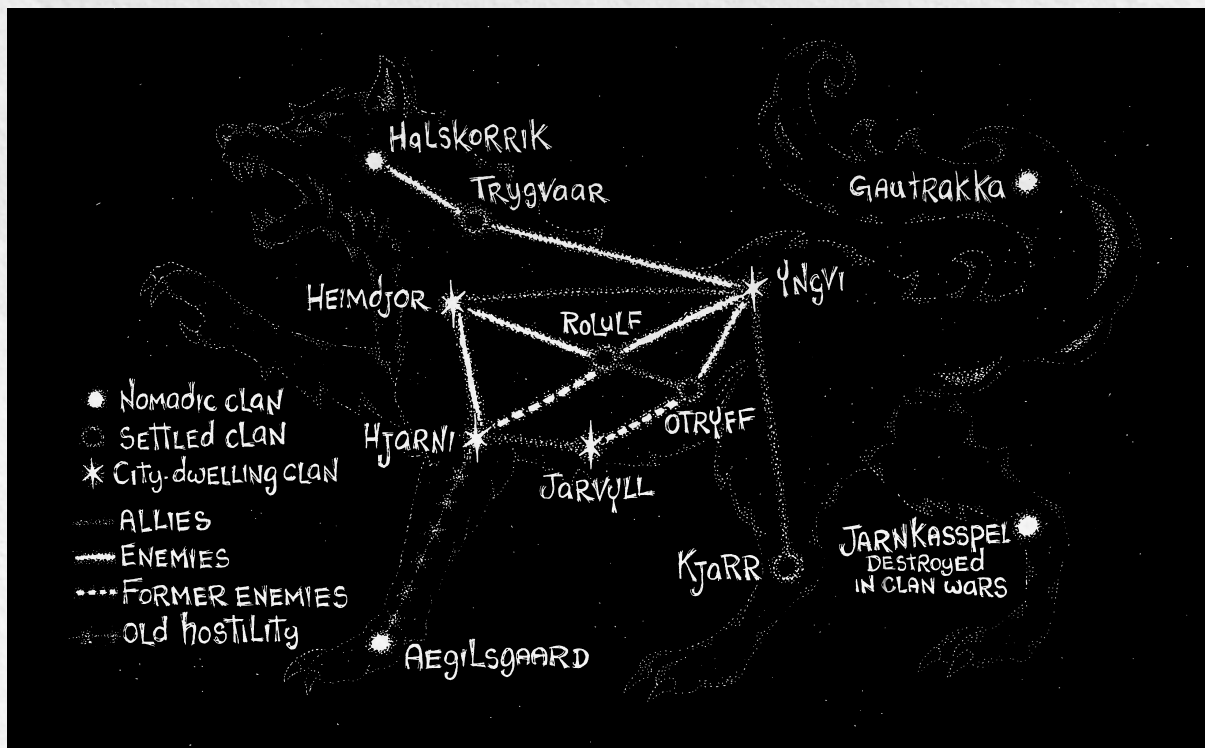 HALSKORRIK
TRYGVAAR
GAUTRAKKA
HEIMDJOR
YNGVI
ROLULF
NOMADIC CLAN
SETTLED CLAN
CITY-DWELLING CLAN
ALLIES
ENEMIES
FORMER ENEMIES
OLD HOSTILITY
HJARNI
OTRYFF
JARVYLL
KJARR
JARNKASSPEL
DESTROYED
IN CLAN WARS
AEGILSGAARD